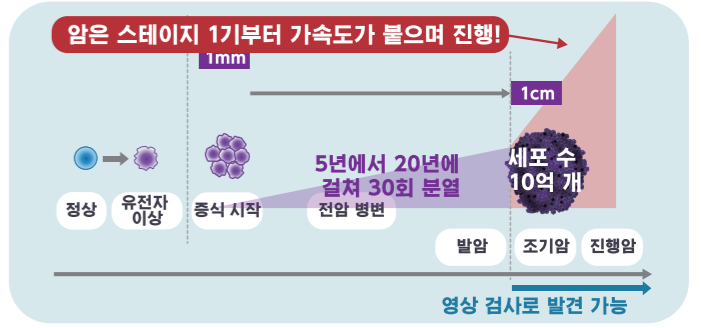 암은 스테이지 1기부터 가속도가 붙으며 진행!
1mm
1cm
5년에서 20년에
걸쳐 30회 분열
세포 수
10억 개
정상
유전자
이상
증식 시작
전암 병변
발암
조기암
진행암
영상 검사로 발견 가능